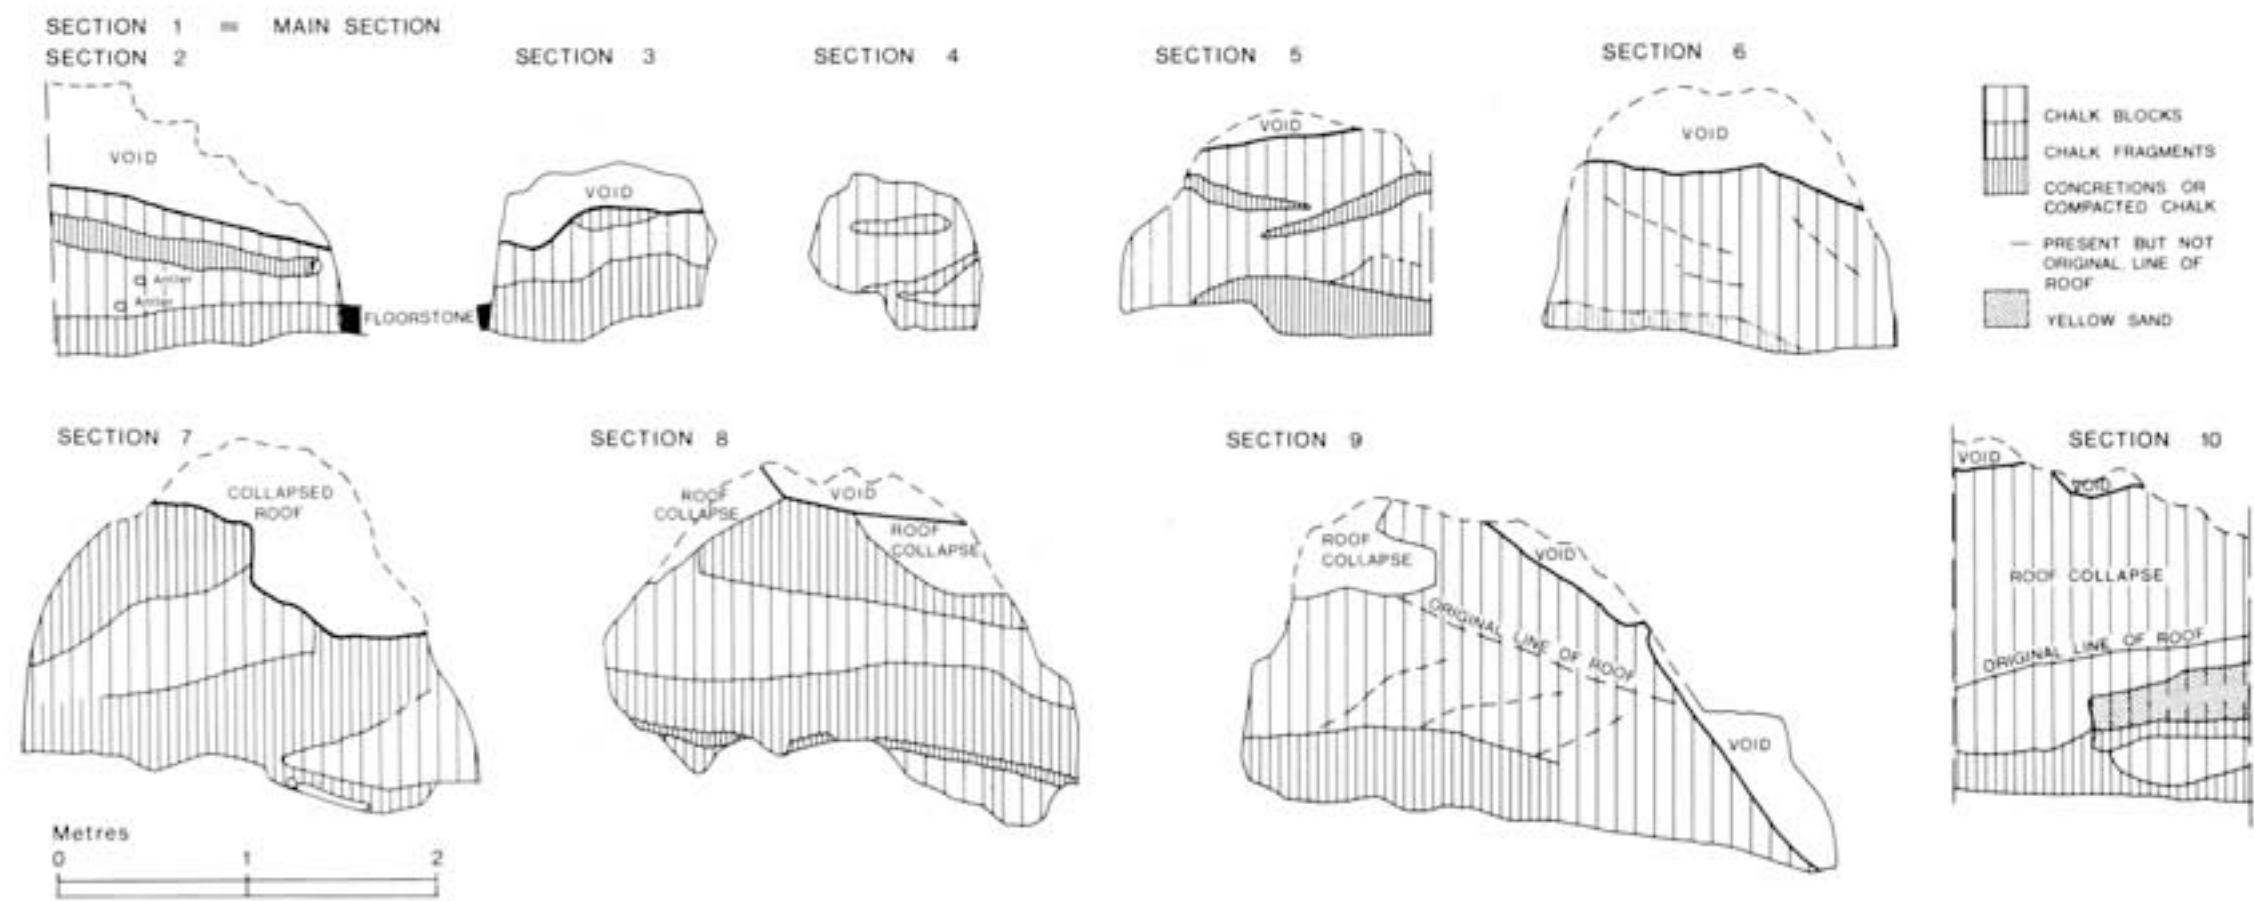 SECTION 1 = MAIN SECTION
SECTION 2
SECTION 3
SECTION 4
SECTION 5
SECTION 6
VOID
Antler
Antler
FLOORSTONE
VOID
VOID
VOID
CHALK BLOCKS
CHALK FRAGMENTS
CONCRETIONS OR
COMPACTED CHALK
— PRESENT BUT NOT
ORIGINAL LINE OF
ROOF
YELLOW SAND
SECTION 7
COLLAPSED
ROOF
SECTION 8
ROOF
COLLAPSE
VOID
ROOF
COLLAPSE
SECTION 9
ROOF
COLLAPSE
VOID
ORIGINAL LINE OF ROOF
VOID
SECTION 10
VOID
VOID
ROOF COLLAPSE
ORIGINAL LINE OF ROOF
Metres
0 1 2